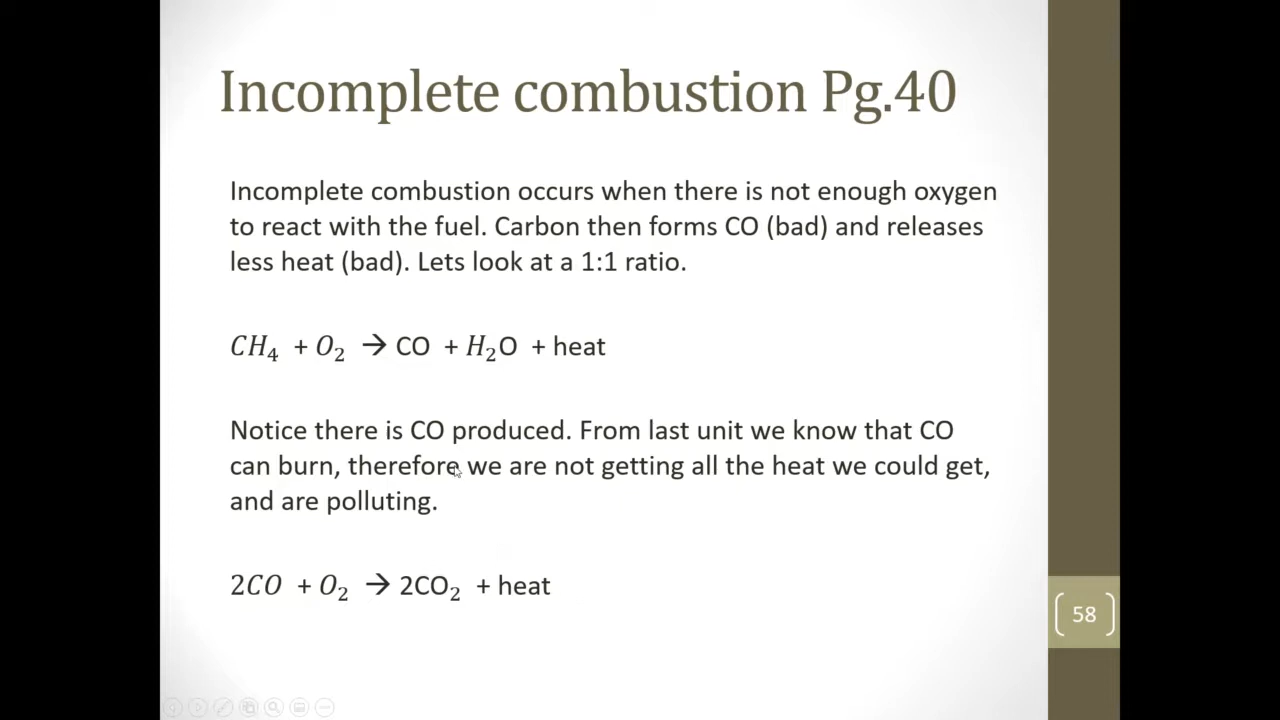 Incomplete combustion Pg.40
Incomplete combustion occurs when there is not enough oxygen
to react with the fuel. Carbon then forms CO (bad) and releases
less heat (bad). Lets look at a 1:1 ratio.
CH₄ + O₂ → CO + H₂O + heat
Notice there is CO produced. From last unit we know that CO
can burn, therefore we are not getting all the heat we could get,
and are polluting.
2CO + O₂ → 2CO₂ + heat
58